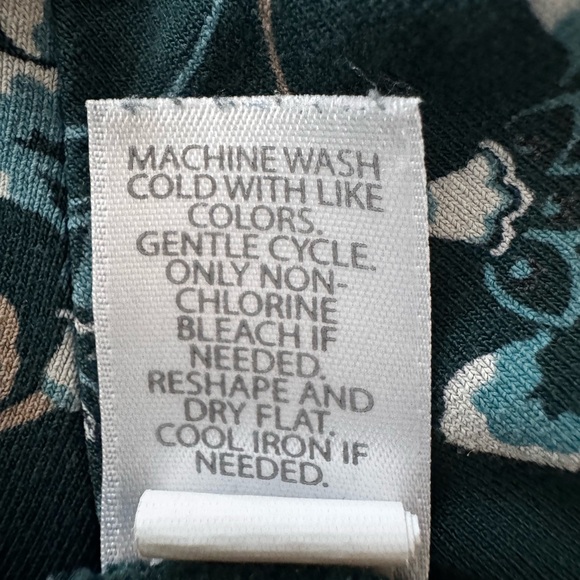 MACHINE WASH
COLD WITH LIKE
COLORS.
GENTLE CYCLE.
ONLY NON-
CHLORINE
BLEACH IF
NEEDED.
RESHAPE AND
DRY FLAT.
COOL IRON IF
NEEDED.